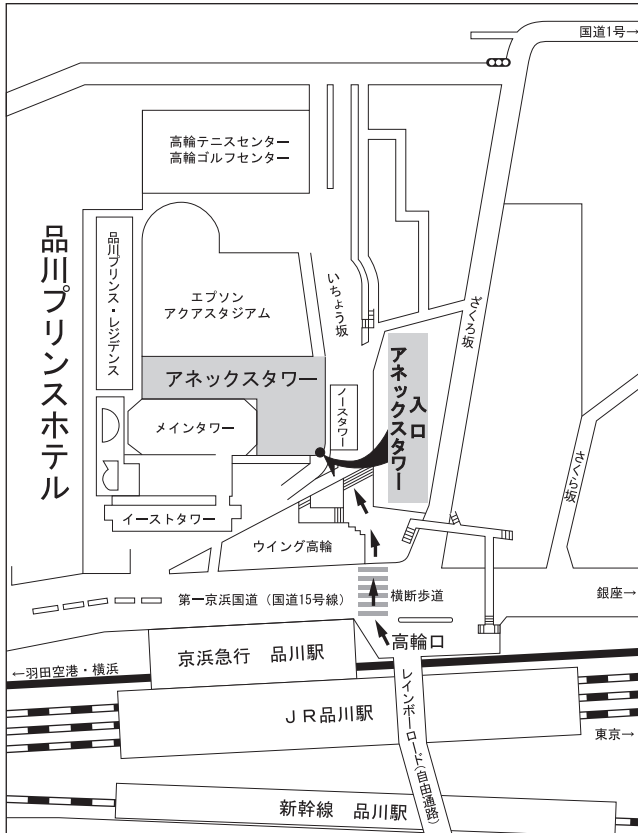 国道1号→
高輪テニスセンター
高輪ゴルフセンター
品川プリンスホテル
品川プリンス・レジデンス
エプソン
アクアスタジアム
いちょう坂
ざくろ坂
アネックスタワー
ノースタワー
入口
アネックスタワー
メインタワー
さくら坂
イーストタワー
ウイング高輪
第一京浜国道（国道15号線）
横断歩道
銀座→
高輪口
京浜急行　品川駅
←羽田空港・横浜
ＪＲ品川駅
レインボーロード（自由通路）
東京→
新幹線　品川駅